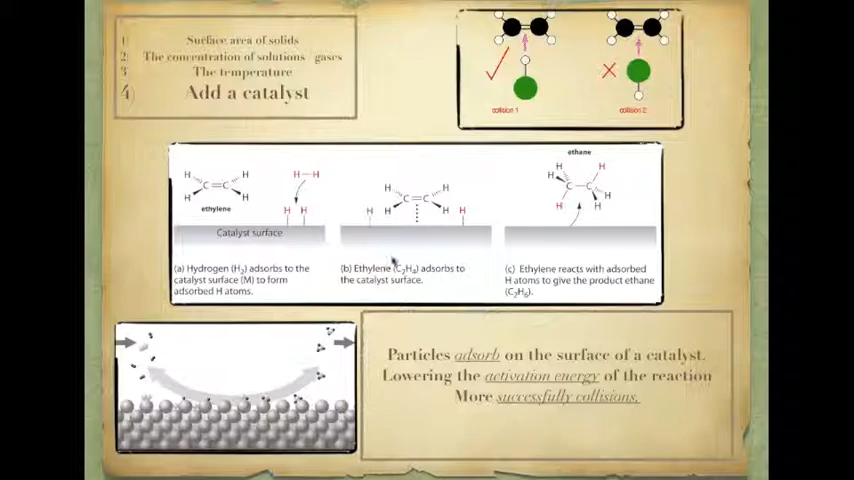 1 Surface area of solids
2 The concentration of solutions gases
3 The temperature
4) Add a catalyst
collision 1
collision 2
H H
C=C
H H
ethylene
H—H
H H
Catalyst surface
(a) Hydrogen (H₂) adsorbs to the
catalyst surface (M) to form
adsorbed H atoms.
H H
C=C
H H H H
(b) Ethylene (C₂H₄) adsorbs to
the catalyst surface.
ethane
H H
H C—C H
H H
(c) Ethylene reacts with adsorbed
H atoms to give the product ethane
(C₂H₆).
Particles adsorb on the surface of a catalyst.
Lowering the activation energy of the reaction
More successfully collisions.